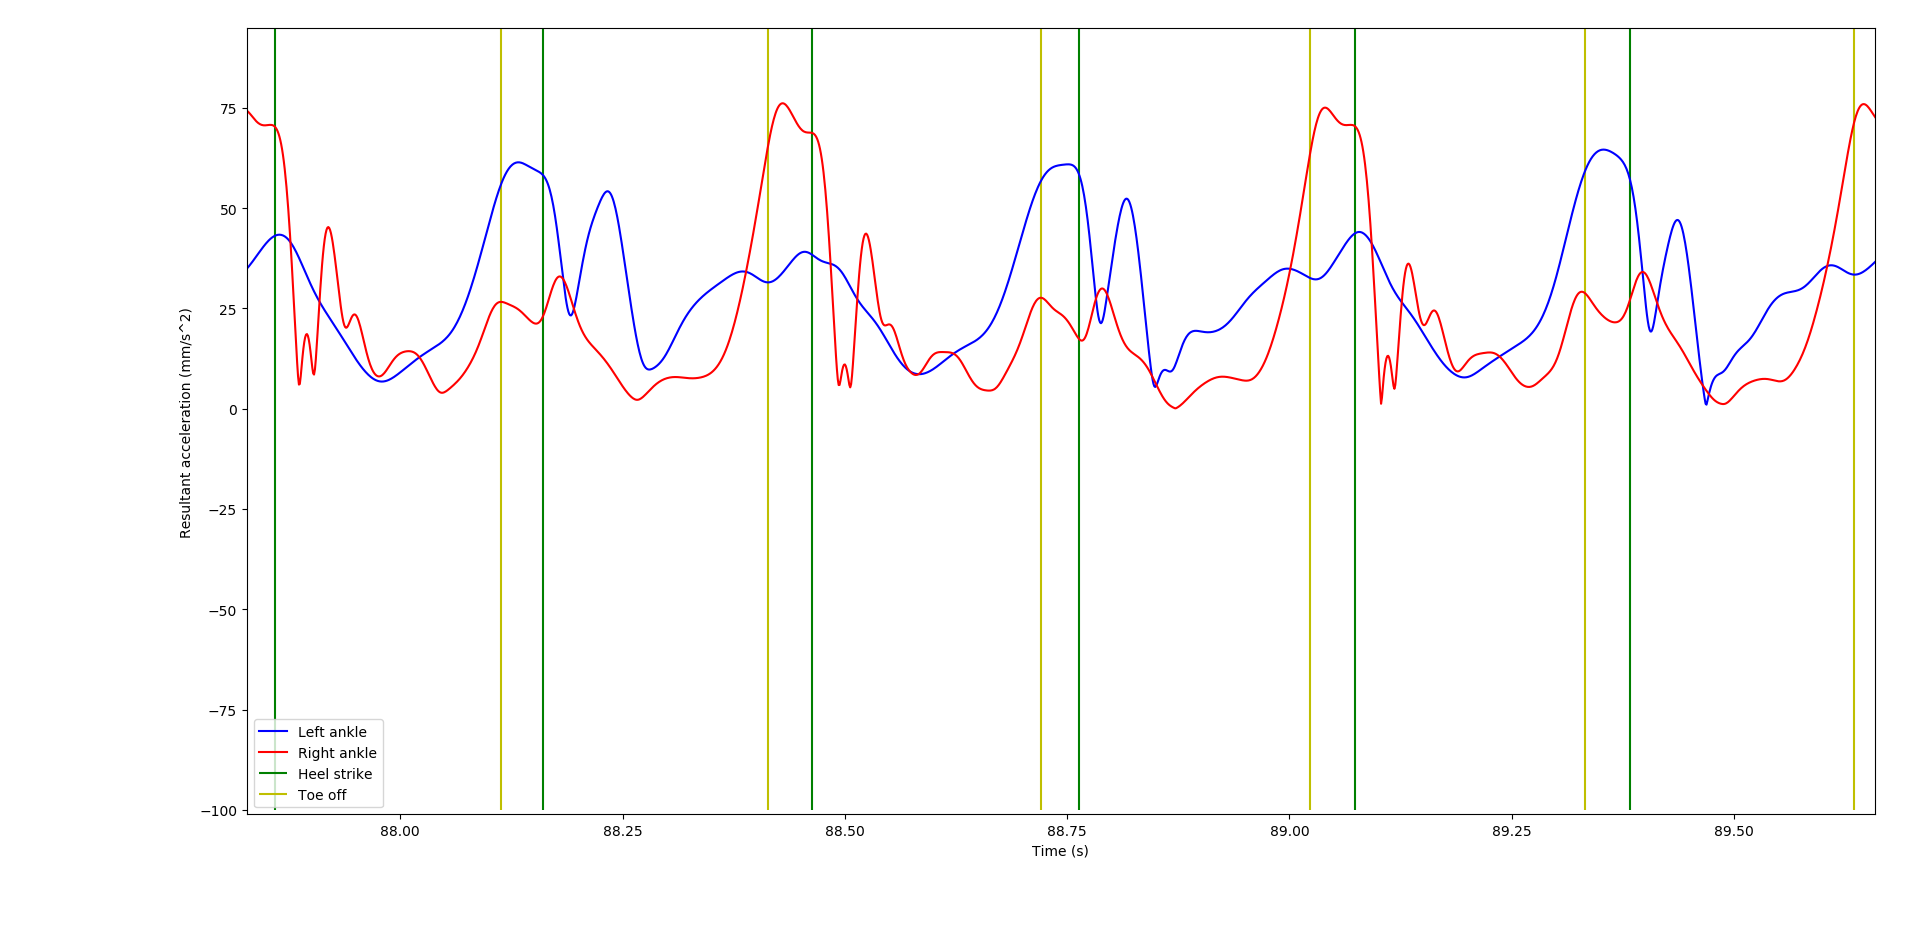 75
50
25
0
−25
−50
−75
−100
Resultant acceleration (mm/s^2)
Left ankle
Right ankle
Heel strike
Toe off
88.00 88.25 88.50 88.75 89.00 89.25 89.50
Time (s)